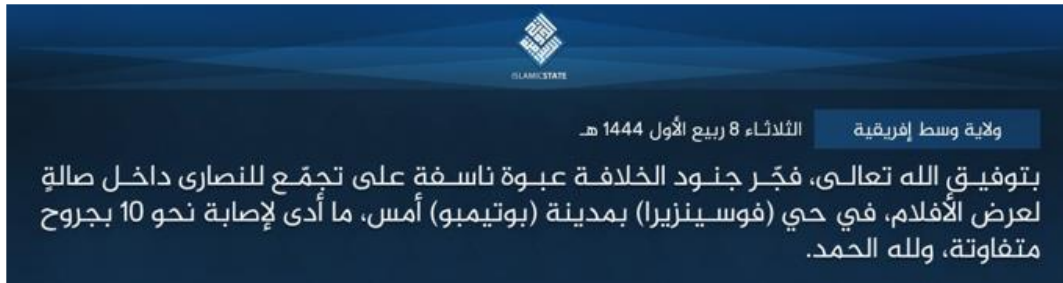 ISLAMIC STATE
ولاية وسط إفريقية الثلاثاء 8 ربيع الأول 1444 هـ
بتوفيق الله تعالى، فجّر جنود الخلافة عبوة ناسفة على تجمّع للنصارى داخل صالةٍ
لعرض الأفلام، في حي (فوسينزيرا) بمدينة (بوتيمبو) أمس، ما أدى لإصابة نحو 10 بجروح
متفاوتة، ولله الحمد.